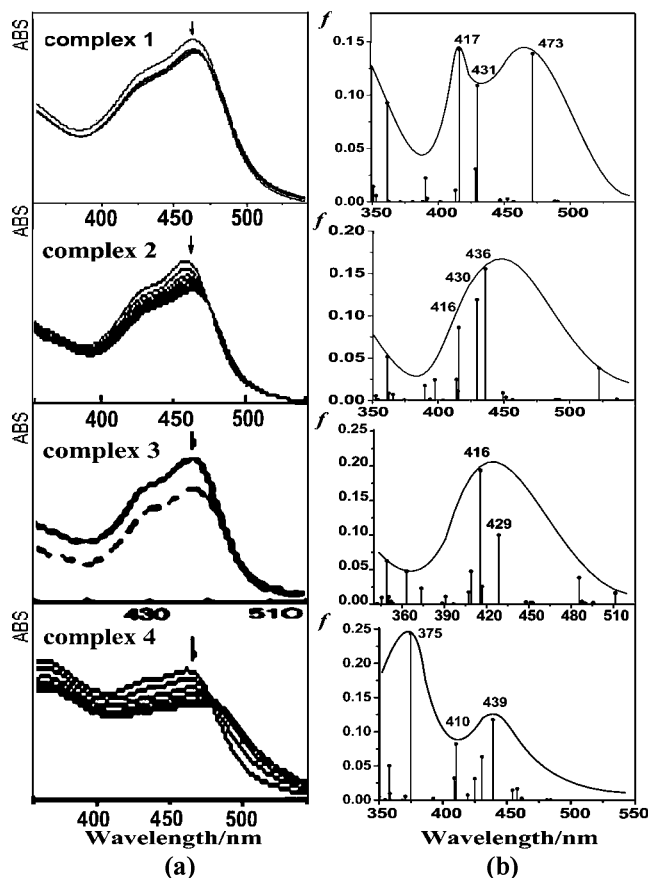 ABS
complex 1
400 450 500
ABS
complex 2
400 450 500
ABS
complex 3
430 510
ABS
complex 4
400 450 500
Wavelength/nm
(a)
f
0.15
0.10
0.05
0.00
417
431
473
350 400 450 500
f
0.20
0.15
0.10
0.05
0.00
416
430
436
350 400 450 500
f
0.25
0.20
0.15
0.10
0.05
0.00
416
429
360 390 420 450 480 510
f
0.25
0.20
0.15
0.10
0.05
0.00
375
410
439
350 400 450 500 550
Wavelength/nm
(b)